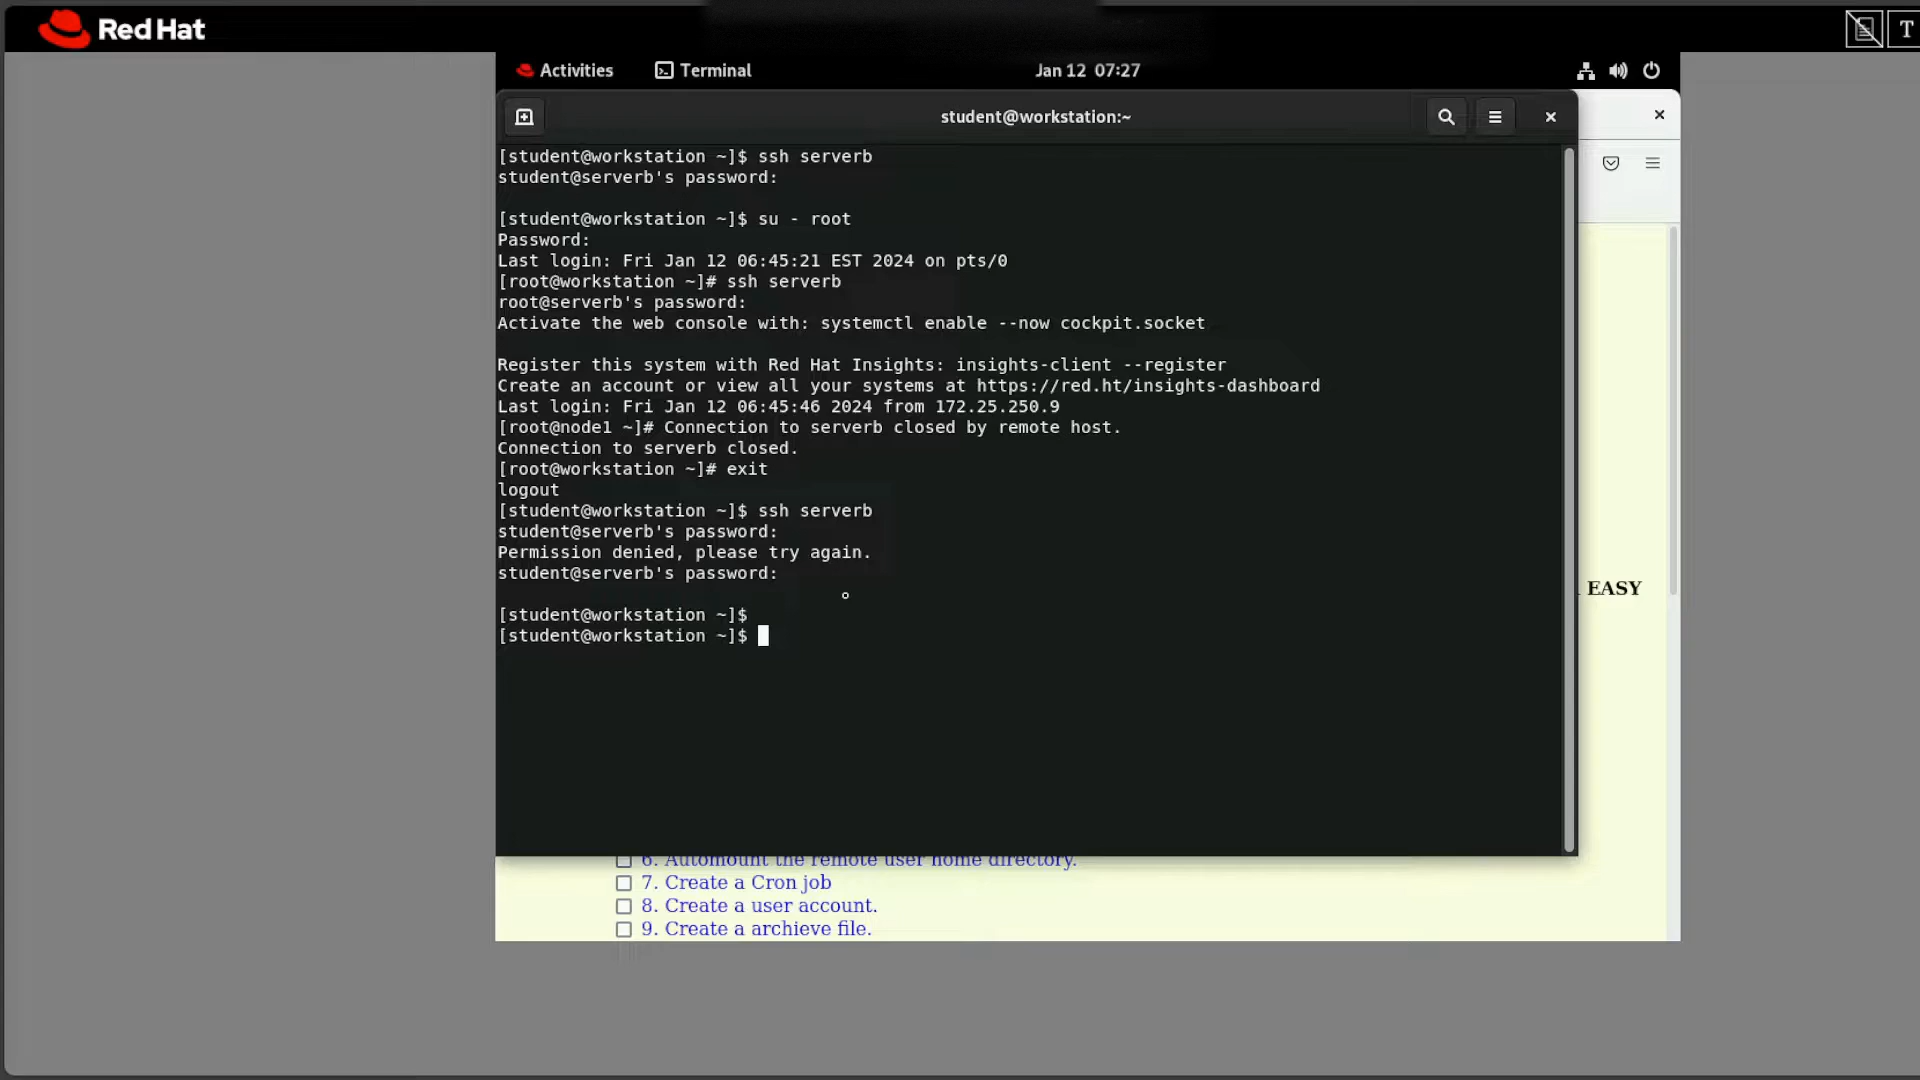 Red Hat
T
Activities Terminal Jan 12 07:27
student@workstation:~
[student@workstation ~]$ ssh serverb
student@serverb's password:
[student@workstation ~]$ su - root
Password:
Last login: Fri Jan 12 06:45:21 EST 2024 on pts/0
[root@workstation ~]# ssh serverb
root@serverb's password:
Activate the web console with: systemctl enable --now cockpit.socket
Register this system with Red Hat Insights: insights-client --register
Create an account or view all your systems at https://red.ht/insights-dashboard
Last login: Fri Jan 12 06:45:46 2024 from 172.25.250.9
[root@node1 ~]# Connection to serverb closed by remote host.
Connection to serverb closed.
[root@workstation ~]# exit
logout
[student@workstation ~]$ ssh serverb
student@serverb's password:
Permission denied, please try again.
student@serverb's password:
EASY
[student@workstation ~]$
[student@workstation ~]$
6. Automount the remote user home directory.
7. Create a Cron job
8. Create a user account.
9. Create a archieve file.